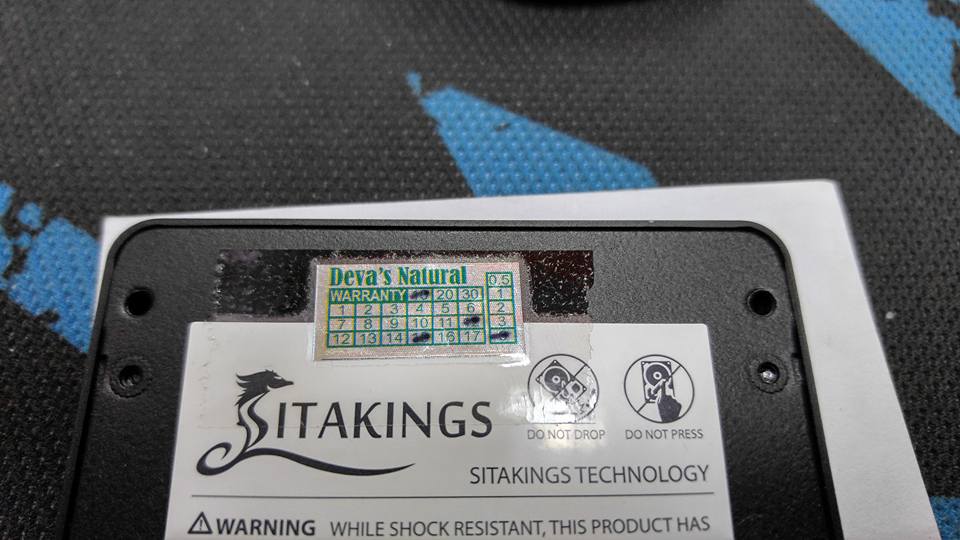 Deva's Natural 0.5
WARRANTY 20 30 1
1 2 3 4 5 6 2
7 8 9 10 11 3
12 13 14 16 17
SITAKINGS
DO NOT DROP DO NOT PRESS
SITAKINGS TECHNOLOGY
WARNING WHILE SHOCK RESISTANT, THIS PRODUCT HAS